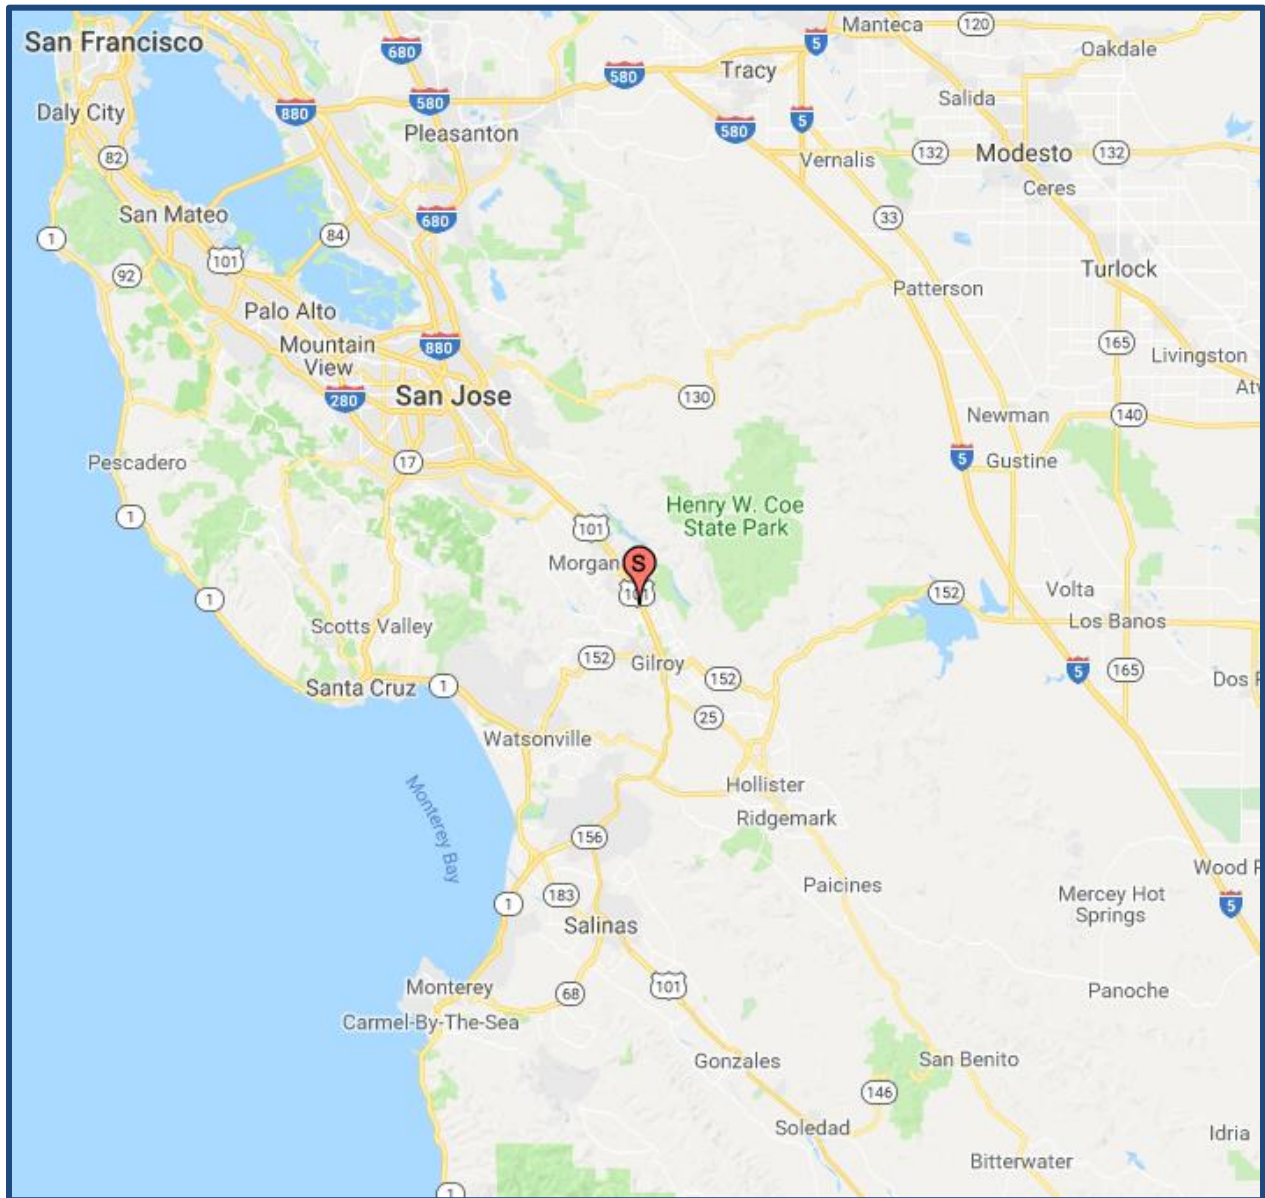 San Francisco
680
5
Manteca
120
Oakdale
580
Tracy
Daly City
880
580
Salida
Pleasanton
580
5
82
Vernalis
132
Modesto
132
Ceres
San Mateo
680
33
1
84
101
92
Turlock
Palo Alto
Patterson
Mountain
View
880
165
Livingston
280
San Jose
130
Atw
Newman
140
Pescadero
17
5
Gustine
1
101
Henry W. Coe
State Park
Morgan
S
101
1
152
Volta
Los Banos
Scotts Valley
152
Gilroy
152
5
165
Dos
Santa Cruz
1
25
Watsonville
Monterey Bay
Hollister
Ridgemark
156
183
1
Paicines
Wood
Mercey Hot
Springs
5
Salinas
Monterey
68
101
Panoche
Carmel-By-The-Sea
Gonzales
San Benito
146
Soledad
Idria
Bitterwater
1